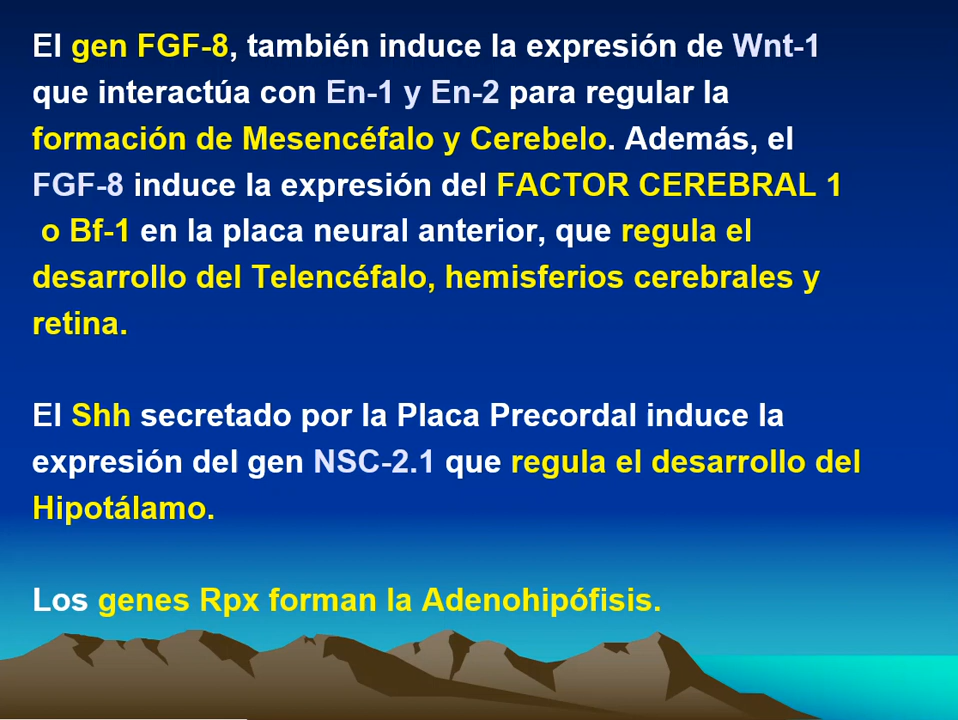 El gen FGF-8, también induce la expresión de Wnt-1
que interactúa con En-1 y En-2 para regular la
formación de Mesencéfalo y Cerebelo. Además, el
FGF-8 induce la expresión del FACTOR CEREBRAL 1
o Bf-1 en la placa neural anterior, que regula el
desarrollo del Telencéfalo, hemisferios cerebrales y
retina.
El Shh secretado por la Placa Precordal induce la
expresión del gen NSC-2.1 que regula el desarrollo del
Hipotálamo.
Los genes Rpx forman la Adenohipófisis.